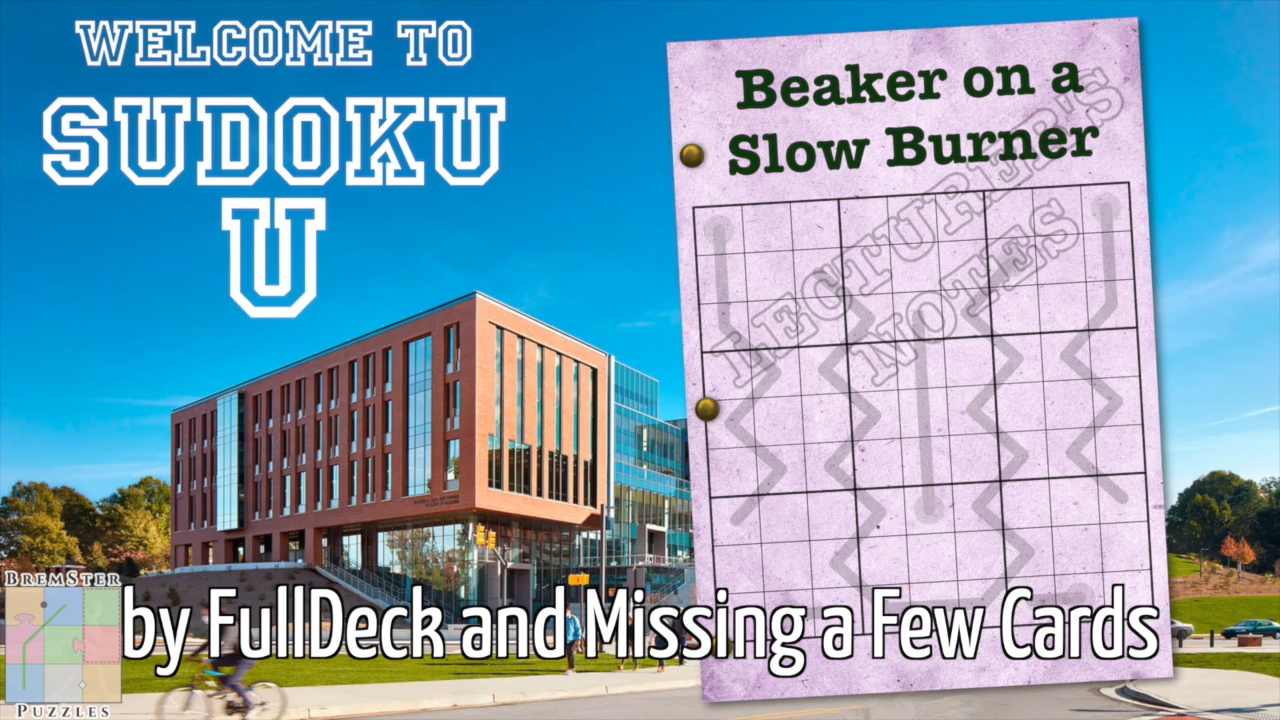 WELCOME TO
SUDOKU
U
Beaker on a
Slow Burner
LECTURER'S
NOTES
by FullDeck and Missing a Few Cards
BREMSTER
PUZZLES